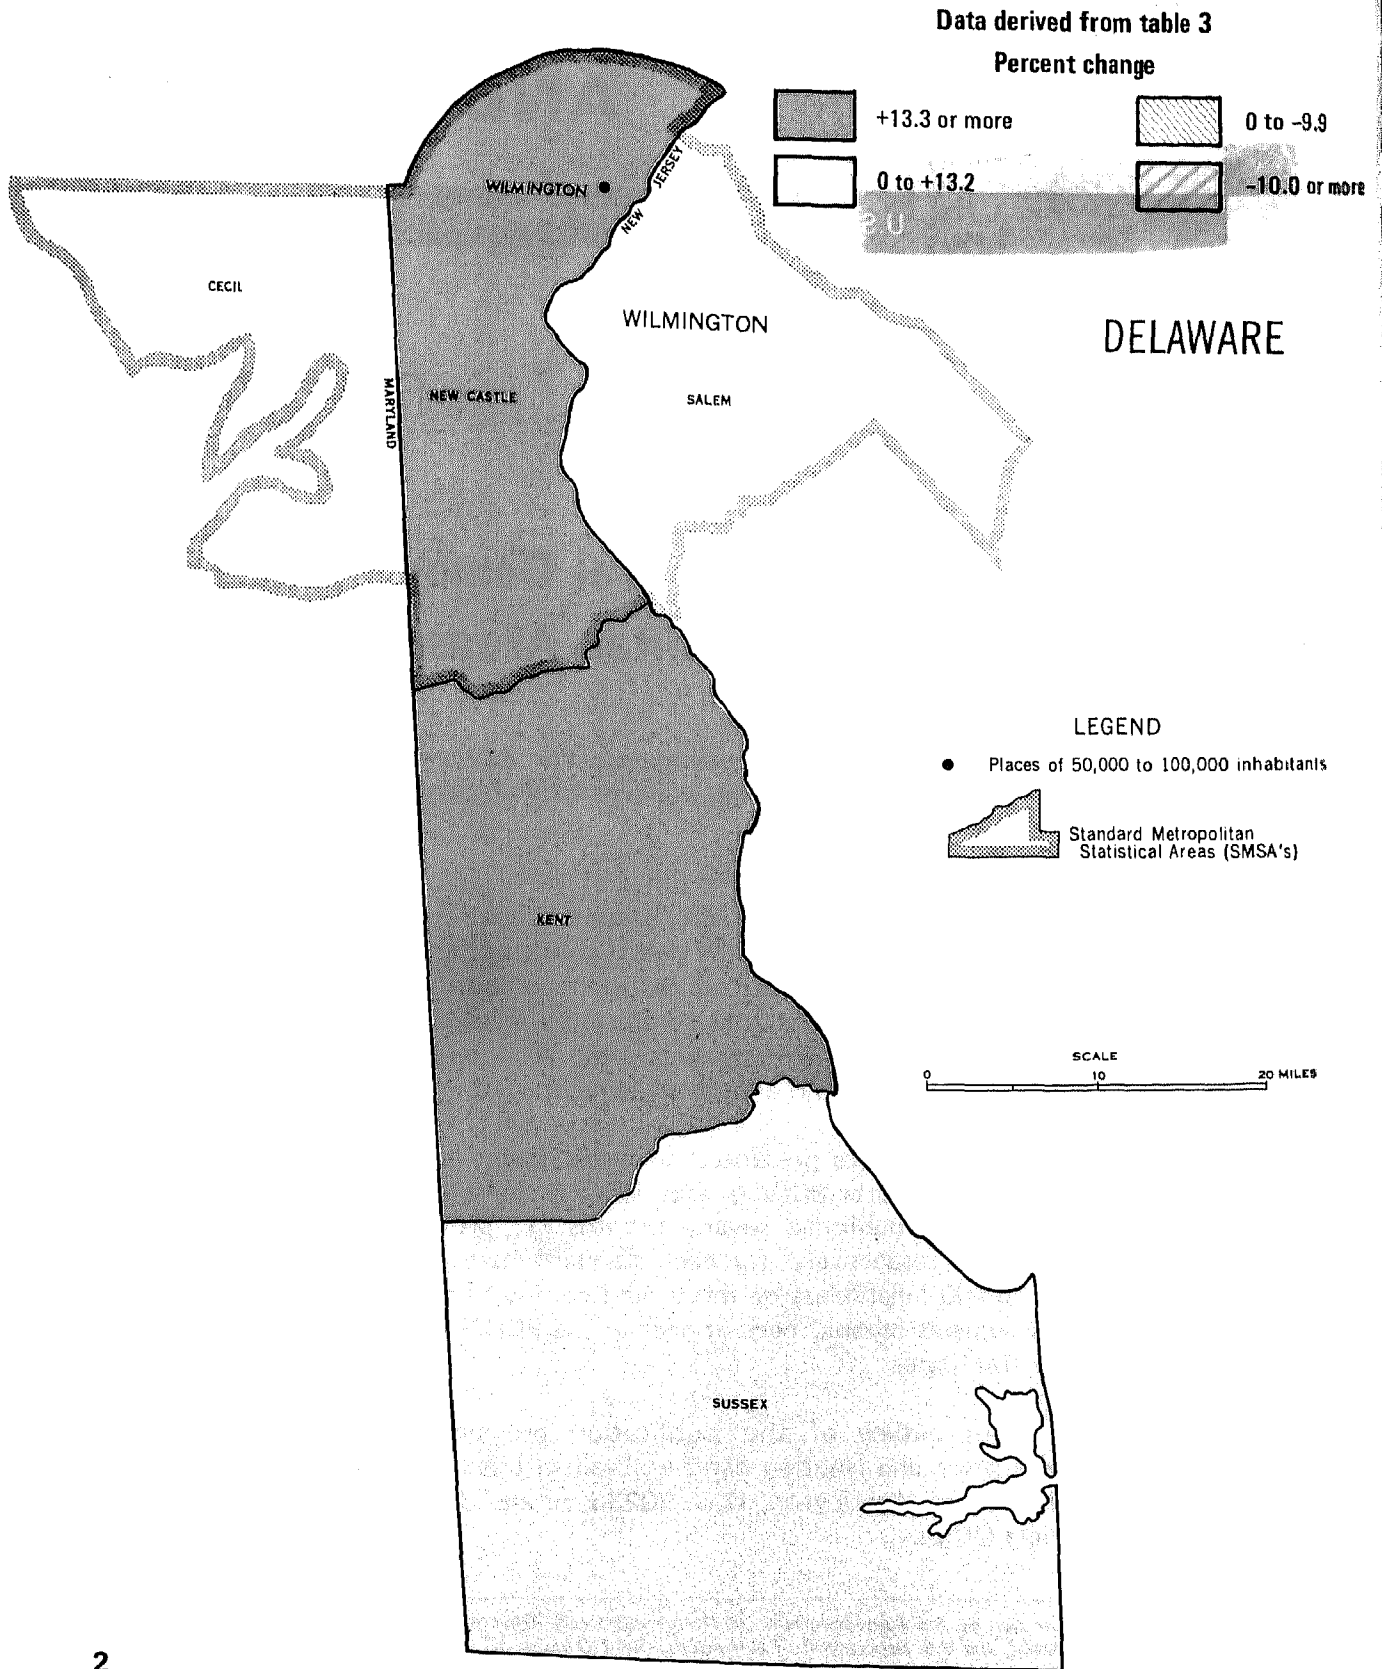 Data derived from table 3
Percent change
+13.3 or more
0 to -9.9
0 to +13.2
-10.0 or more
DELAWARE
WILMINGTON
NEW JERSEY
CECIL
WILMINGTON
MARYLAND
NEW CASTLE
SALEM
LEGEND
Places of 50,000 to 100,000 inhabitants
Standard Metropolitan
Statistical Areas (SMSA's)
KENT
SCALE
0 10 20 MILES
SUSSEX
2